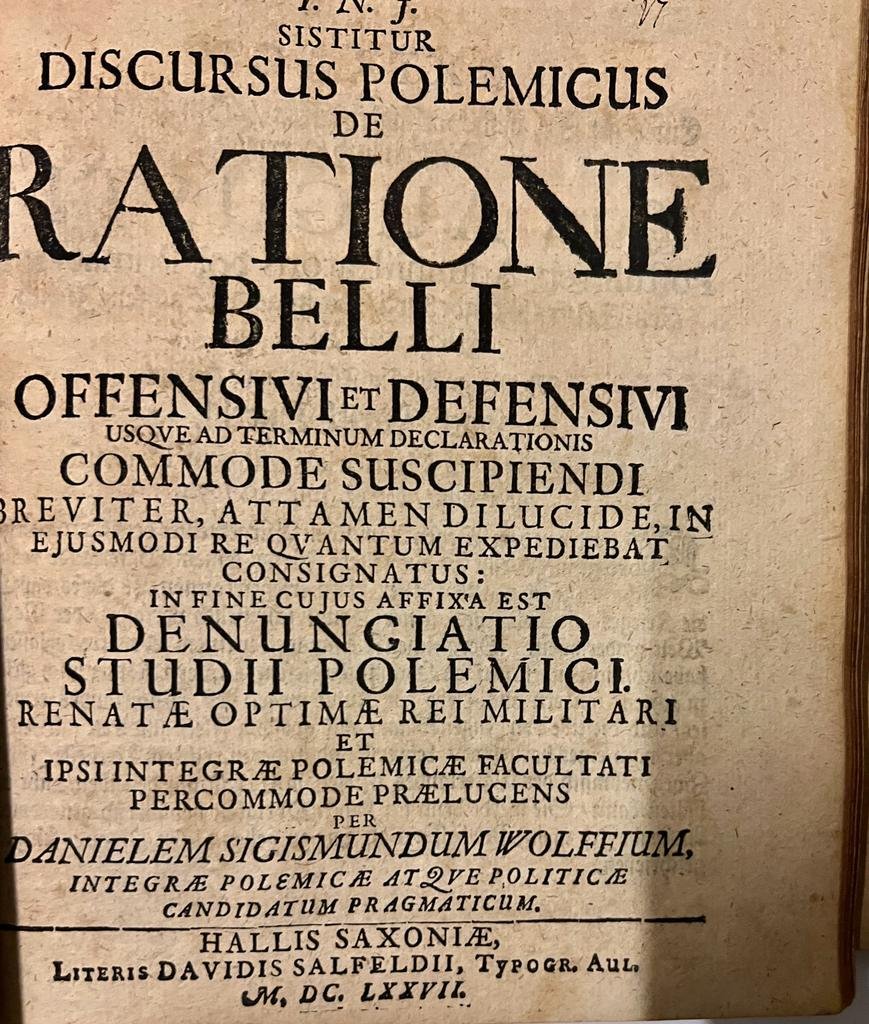 I. N. J.
SISTITUR
DISCURSUS POLEMICUS
DE
RATIONE
BELLI
OFFENSIVI ET DEFENSIVI
USQVE AD TERMINUM DECLARATIONIS
COMMODE SUSCIPIENDI
BREVITER, ATTAMEN DILUCIDE, IN
EJUSMODI RE QVANTUM EXPEDIEBAT
CONSIGNATUS:
IN FINE CUJUS AFFIXA EST
DENUNCIATIO
STUDII POLEMICI.
RENATÆ OPTIMÆ REI MILITARI
ET
IPSI INTEGRÆ POLEMICÆ FACULTATI
PERCOMMODE PRÆLUCENS
PER
DANIELEM SIGISMUNDUM WOLFFIUM,
INTEGRÆ POLEMICÆ ATQVE POLITICÆ
CANDIDATUM PRAGMATICUM.
HALLIS SAXONIÆ,
LITERIS DAVIDIS SALFELDII, TYPOGR. AUL.
M. DC. LXXVII.